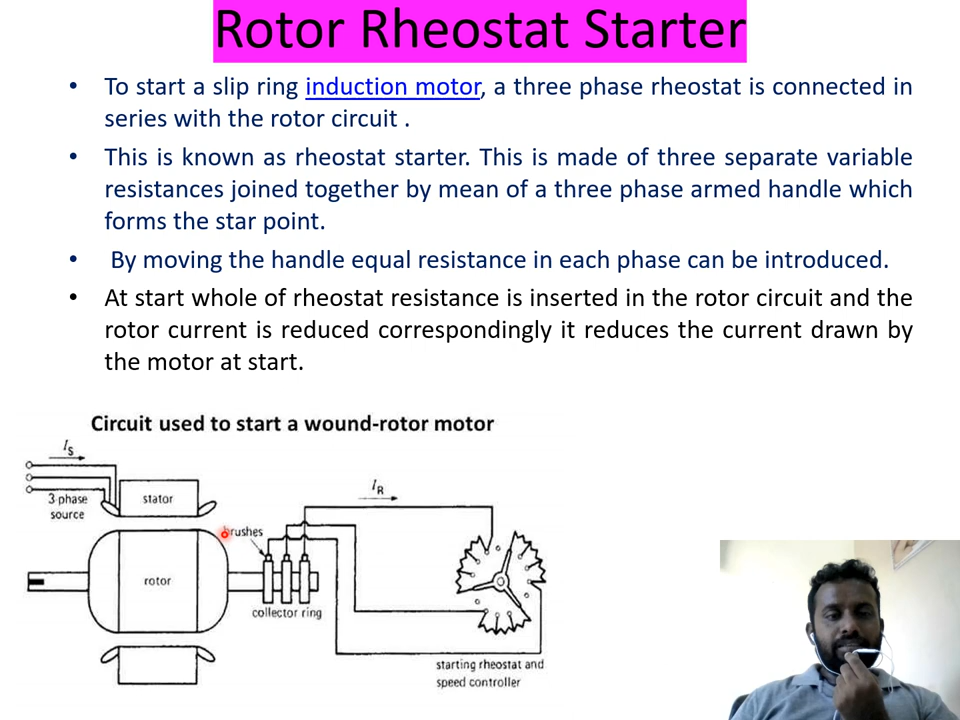 Rotor Rheostat Starter
• To start a slip ring induction motor, a three phase rheostat is connected in
series with the rotor circuit .
• This is known as rheostat starter. This is made of three separate variable
resistances joined together by mean of a three phase armed handle which
forms the star point.
• By moving the handle equal resistance in each phase can be introduced.
• At start whole of rheostat resistance is inserted in the rotor circuit and the
rotor current is reduced correspondingly it reduces the current drawn by
the motor at start.
Circuit used to start a wound-rotor motor
IS
3-phase
source
stator
IR
brushes
rotor
collector ring
starting rheostat and
speed controller